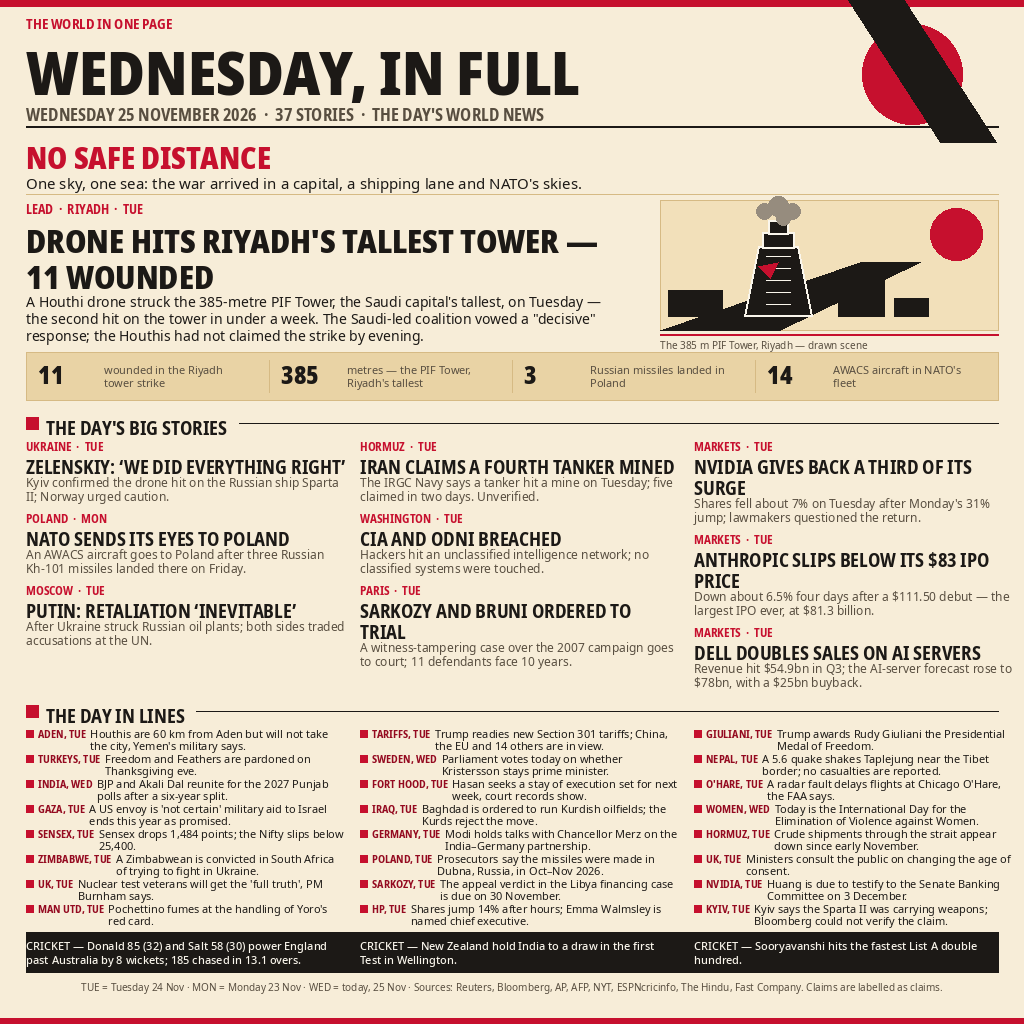 THE WORLD IN ONE PAGE
WEDNESDAY, IN FULL
WEDNESDAY 25 NOVEMBER 2026 · 37 STORIES · THE DAY'S WORLD NEWS
NO SAFE DISTANCE
One sky, one sea: the war arrived in a capital, a shipping lane and NATO's skies.
LEAD · RIYADH · TUE
DRONE HITS RIYADH'S TALLEST TOWER —
11 WOUNDED
A Houthi drone struck the 385-metre PIF Tower, the Saudi capital's tallest, on Tuesday —
the second hit on the tower in under a week. The Saudi-led coalition vowed a "decisive"
response; the Houthis had not claimed the strike by evening.
The 385 m PIF Tower, Riyadh — drawn scene
11
wounded in the Riyadh
tower strike
385
metres — the PIF Tower,
Riyadh's tallest
3
Russian missiles landed in
Poland
14
AWACS aircraft in NATO's
fleet
THE DAY'S BIG STORIES
UKRAINE · TUE
ZELENSKIY: ‘WE DID EVERYTHING RIGHT’
Kyiv confirmed the drone hit on the Russian ship Sparta
II; Norway urged caution.
POLAND · MON
NATO SENDS ITS EYES TO POLAND
An AWACS aircraft goes to Poland after three Russian
Kh-101 missiles landed there on Friday.
MOSCOW · TUE
PUTIN: RETALIATION ‘INEVITABLE’
After Ukraine struck Russian oil plants; both sides traded
accusations at the UN.
HORMUZ · TUE
IRAN CLAIMS A FOURTH TANKER MINED
The IRGC Navy says a tanker hit a mine on Tuesday; five
claimed in two days. Unverified.
WASHINGTON · TUE
CIA AND ODNI BREACHED
Hackers hit an unclassified intelligence network; no
classified systems were touched.
PARIS · TUE
SARKOZY AND BRUNI ORDERED TO
TRIAL
A witness-tampering case over the 2007 campaign goes
to court; 11 defendants face 10 years.
MARKETS · TUE
NVIDIA GIVES BACK A THIRD OF ITS
SURGE
Shares fell about 7% on Tuesday after Monday's 31%
jump; lawmakers questioned the return.
MARKETS · TUE
ANTHROPIC SLIPS BELOW ITS $83 IPO
PRICE
Down about 6.5% four days after a $111.50 debut — the
largest IPO ever, at $81.3 billion.
MARKETS · TUE
DELL DOUBLES SALES ON AI SERVERS
Revenue hit $54.9bn in Q3; the AI-server forecast rose to
$78bn, with a $25bn buyback.
THE DAY IN LINES
ADEN, TUE Houthis are 60 km from Aden but will not take
the city, Yemen's military says.
TURKEYS, TUE Freedom and Feathers are pardoned on
Thanksgiving eve.
INDIA, WED BJP and Akali Dal reunite for the 2027 Punjab
polls after a six-year split.
GAZA, TUE A US envoy is 'not certain' military aid to Israel
ends this year as promised.
SENSEX, TUE Sensex drops 1,484 points; the Nifty slips below
25,400.
ZIMBABWE, TUE A Zimbabwean is convicted in South Africa
of trying to fight in Ukraine.
UK, TUE Nuclear test veterans will get the 'full truth', PM
Burnham says.
MAN UTD, TUE Pochettino fumes at the handling of Yoro's
red card.
TARIFFS, TUE Trump readies new Section 301 tariffs; China,
the EU and 14 others are in view.
SWEDEN, WED Parliament votes today on whether
Kristersson stays prime minister.
FORT HOOD, TUE Hasan seeks a stay of execution set for next
week, court records show.
IRAQ, TUE Baghdad is ordered to run Kurdish oilfields; the
Kurds reject the move.
GERMANY, TUE Modi holds talks with Chancellor Merz on the
India–Germany partnership.
POLAND, TUE Prosecutors say the missiles were made in
Dubna, Russia, in Oct–Nov 2026.
SARKOZY, TUE The appeal verdict in the Libya financing case
is due on 30 November.
HP, TUE Shares jump 14% after hours; Emma Walmsley is
named chief executive.
GIULIANI, TUE Trump awards Rudy Giuliani the Presidential
Medal of Freedom.
NEPAL, TUE A 5.6 quake shakes Taplejung near the Tibet
border; no casualties are reported.
O'HARE, TUE A radar fault delays flights at Chicago O'Hare,
the FAA says.
WOMEN, WED Today is the International Day for the
Elimination of Violence against Women.
HORMUZ, TUE Crude shipments through the strait appear
down since early November.
UK, TUE Ministers consult the public on changing the age of
consent.
NVIDIA, TUE Huang is due to testify to the Senate Banking
Committee on 3 December.
KYIV, TUE Kyiv says the Sparta II was carrying weapons;
Bloomberg could not verify the claim.
CRICKET — Donald 85 (32) and Salt 58 (30) power England
past Australia by 8 wickets; 185 chased in 13.1 overs.
CRICKET — New Zealand hold India to a draw in the first
Test in Wellington.
CRICKET — Sooryavanshi hits the fastest List A double
hundred.
TUE = Tuesday 24 Nov · MON = Monday 23 Nov · WED = today, 25 Nov · Sources: Reuters, Bloomberg, AP, AFP, NYT, ESPNcricinfo, The Hindu, Fast Company. Claims are labelled as claims.